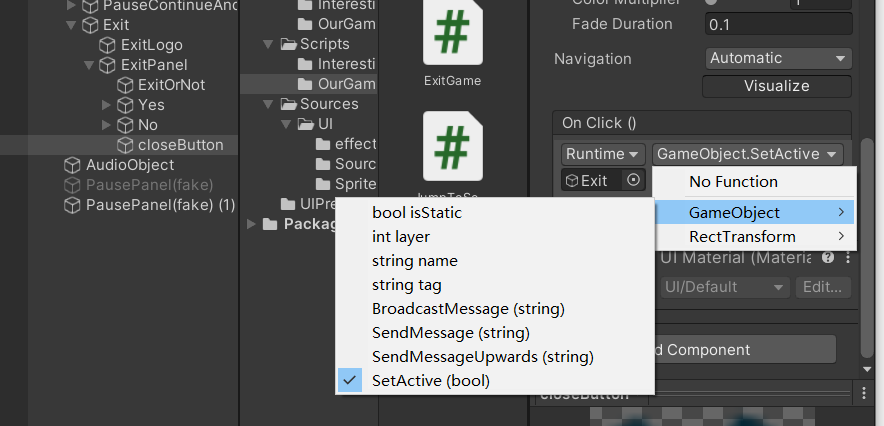 PauseContinueAnd
Exit
ExitLogo
ExitPanel
ExitOrNot
Yes
No
closeButton
AudioObject
PausePanel(fake)
PausePanel(fake) (1)
Interesti
OurGam
Scripts
Interesti
OurGam
Sources
UI
effect
Sourc
Sprite
UIPre
Packag
ExitGame
JumpToSc
Color Multiplier
1
Fade Duration
0.1
Navigation
Automatic
Visualize
On Click ()
Runtime
GameObject.SetActive
Exit
No Function
GameObject
RectTransform
bool isStatic
int layer
string name
string tag
BroadcastMessage (string)
SendMessage (string)
SendMessageUpwards (string)
SetActive (bool)
UI Material (Materia
UI/Default
Edit...
d Component
closeButton